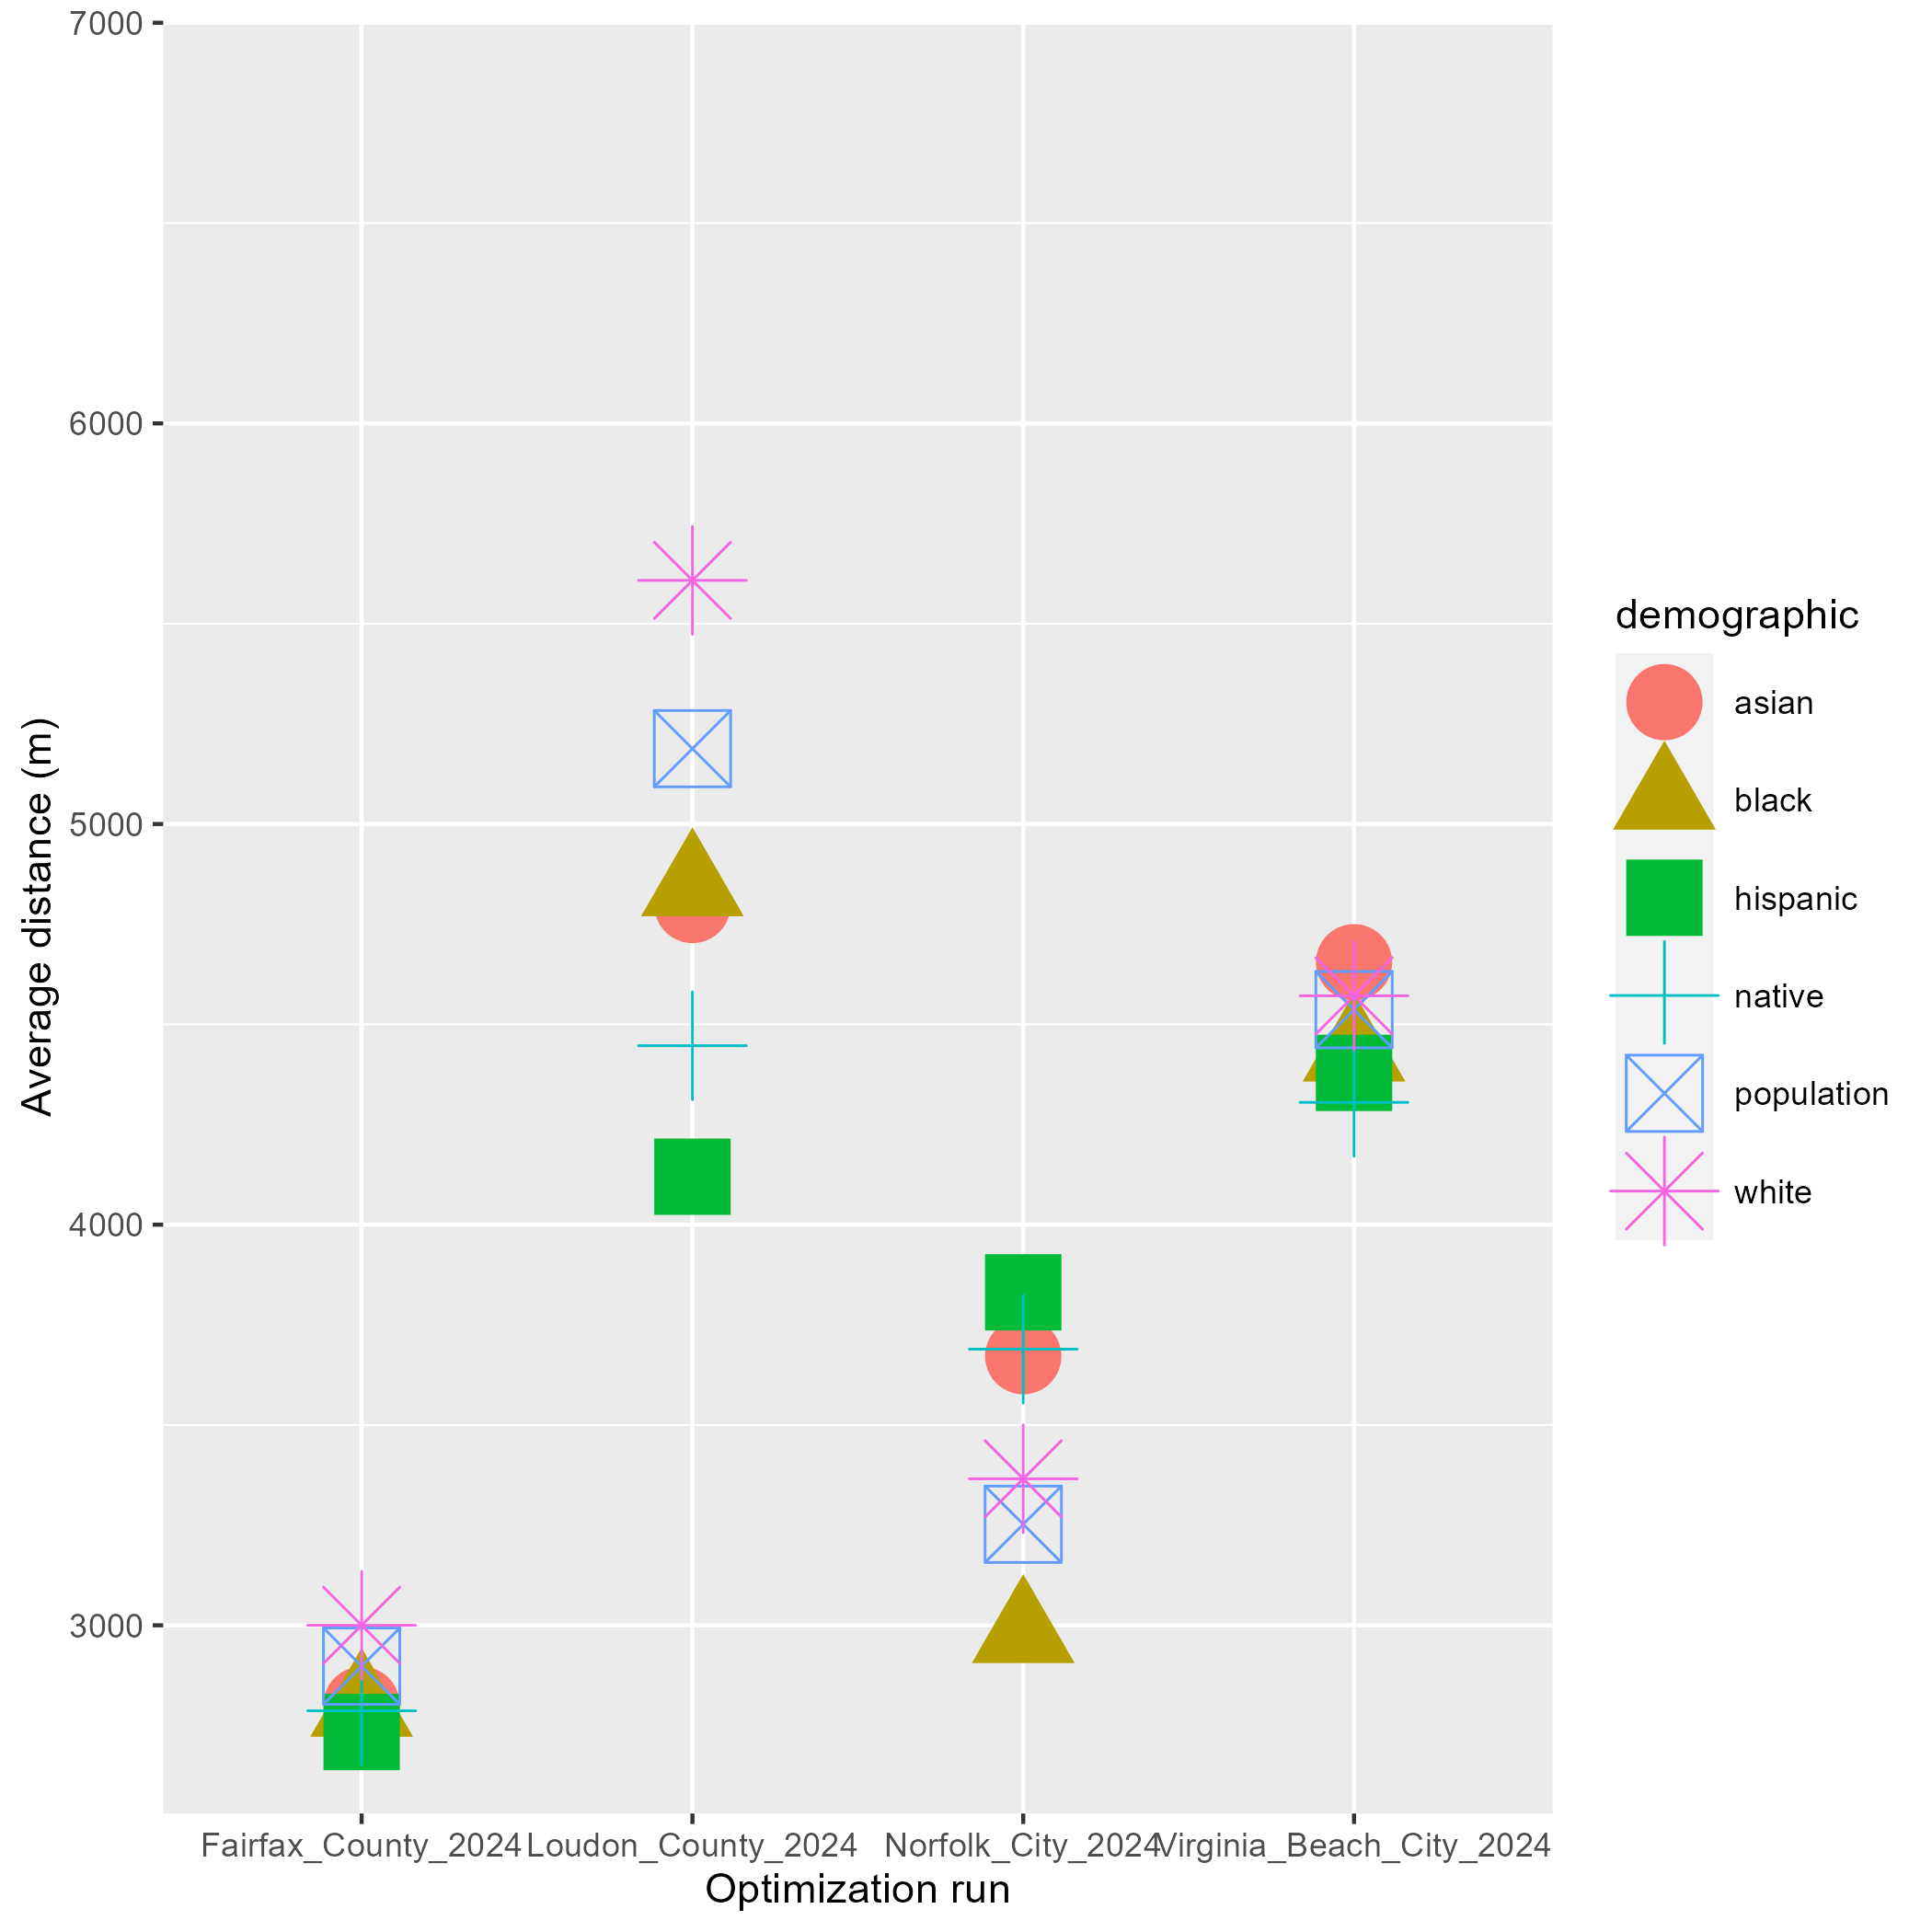 7000
6000
5000
4000
3000
Average distance (m)
Fairfax_County_2024
Loudon_County_2024
Norfolk_City_2024
Virginia_Beach_City_2024
Optimization run
demographic
asian
black
hispanic
native
population
white